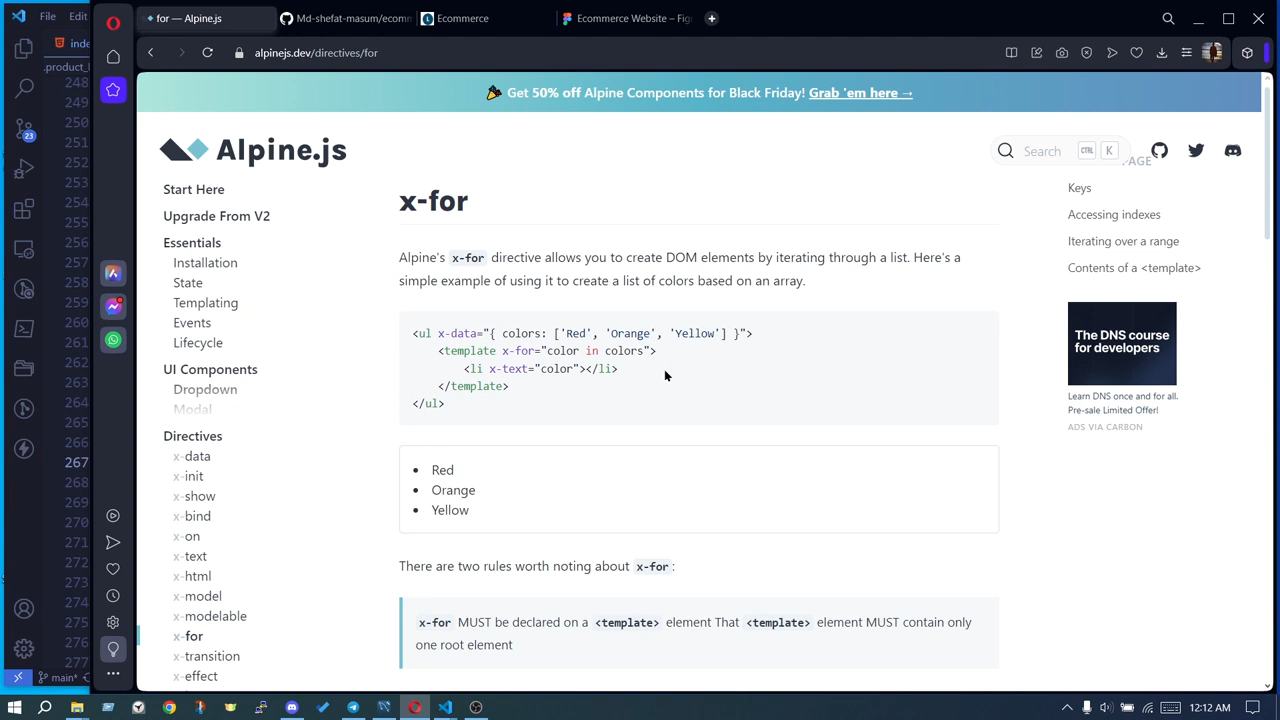 File
Edit
for — Alpine.js
Md-shefat-masum/ecomm
Ecommerce
Ecommerce Website – Fig
inde
alpinejs.dev/directives/for
.product_l
248
249
250
251
252
253
254
255
256
257
258
259
260
261
262
263
264
265
266
267
268
269
270
271
272
273
274
275
276
277
23
main*
Get 50% off Alpine Components for Black Friday! Grab 'em here →
Alpine.js
Search
CTRL
K
PAGE
Start Here
Upgrade From V2
Essentials
Installation
State
Templating
Events
Lifecycle
UI Components
Dropdown
Modal
Directives
x-data
x-init
x-show
x-bind
x-on
x-text
x-html
x-model
x-modelable
x-for
x-transition
x-effect
x-for
Alpine's x-for directive allows you to create DOM elements by iterating through a list. Here's a
simple example of using it to create a list of colors based on an array.
<ul x-data="{ colors: ['Red', 'Orange', 'Yellow'] }">
<template x-for="color in colors">
<li x-text="color"></li>
</template>
</ul>
Red
Orange
Yellow
There are two rules worth noting about x-for :
x-for MUST be declared on a <template> element That <template> element MUST contain only
one root element
Keys
Accessing indexes
Iterating over a range
Contents of a <template>
The DNS course
for developers
Learn DNS once and for all.
Pre-sale Limited Offer!
ADS VIA CARBON
12:12 AM